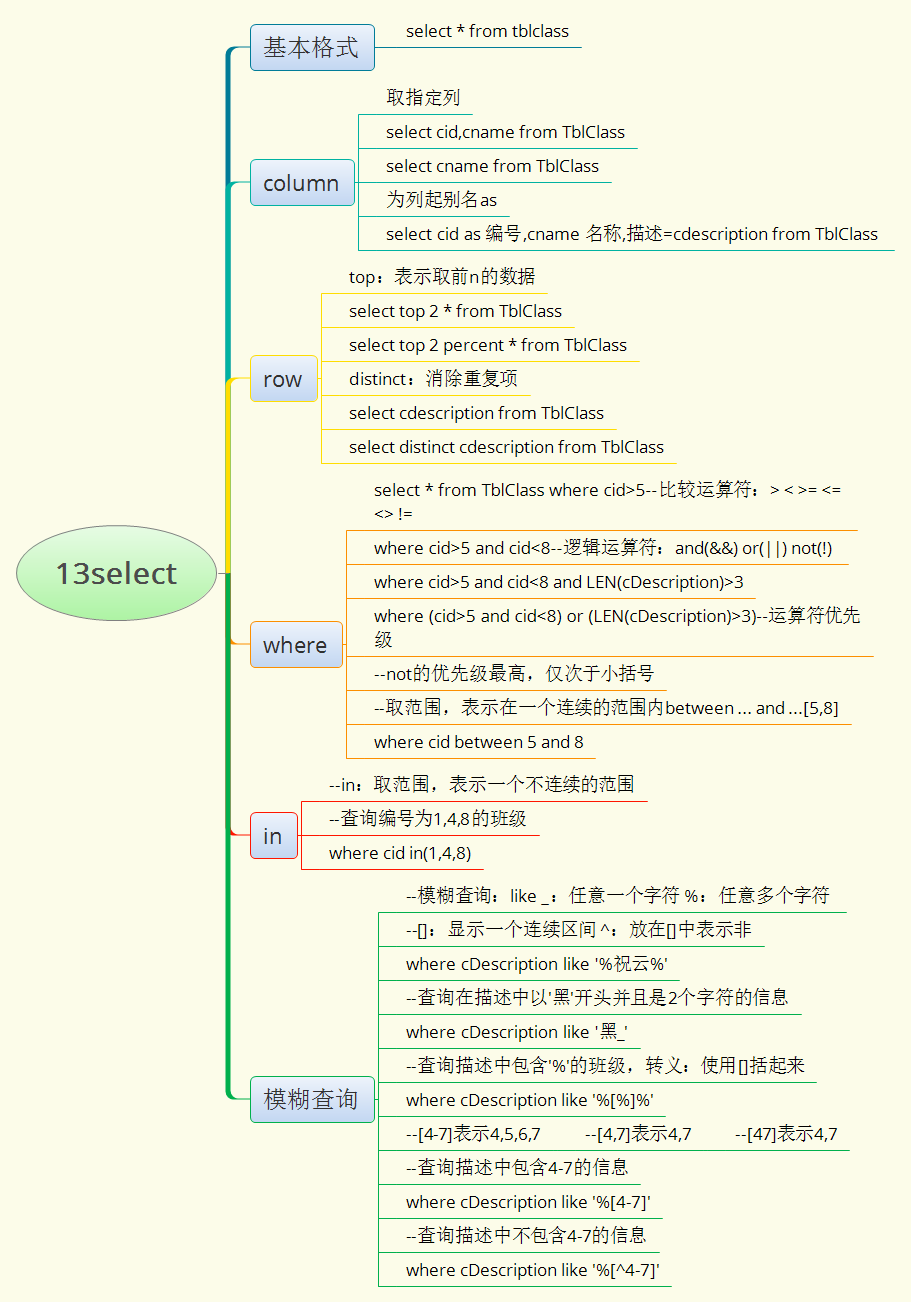 13select
基本格式
select * from tblclass
column
取指定列
select cid,cname from TblClass
select cname from TblClass
为列起别名as
select cid as 编号,cname 名称,描述=cdescription from TblClass
row
top：表示取前n的数据
select top 2 * from TblClass
select top 2 percent * from TblClass
distinct：消除重复项
select cdescription from TblClass
select distinct cdescription from TblClass
where
select * from TblClass where cid>5--比较运算符：> < >= <=
<> !=
where cid>5 and cid<8--逻辑运算符：and(&&) or(||) not(!)
where cid>5 and cid<8 and LEN(cDescription)>3
where (cid>5 and cid<8) or (LEN(cDescription)>3)--运算符优先
级
--not的优先级最高，仅次于小括号
--取范围，表示在一个连续的范围内between ... and ...[5,8]
where cid between 5 and 8
in
--in：取范围，表示一个不连续的范围
--查询编号为1,4,8的班级
where cid in(1,4,8)
模糊查询
--模糊查询：like _：任意一个字符 %：任意多个字符
--[]：显示一个连续区间 ^：放在[]中表示非
where cDescription like '%祝云%'
--查询在描述中以'黑'开头并且是2个字符的信息
where cDescription like '黑_'
--查询描述中包含'%'的班级，转义：使用[]括起来
where cDescription like '%[%]%'
--[4-7]表示4,5,6,7 --[4,7]表示4,7 --[47]表示4,7
--查询描述中包含4-7的信息
where cDescription like '%[4-7]'
--查询描述中不包含4-7的信息
where cDescription like '%[^4-7]'